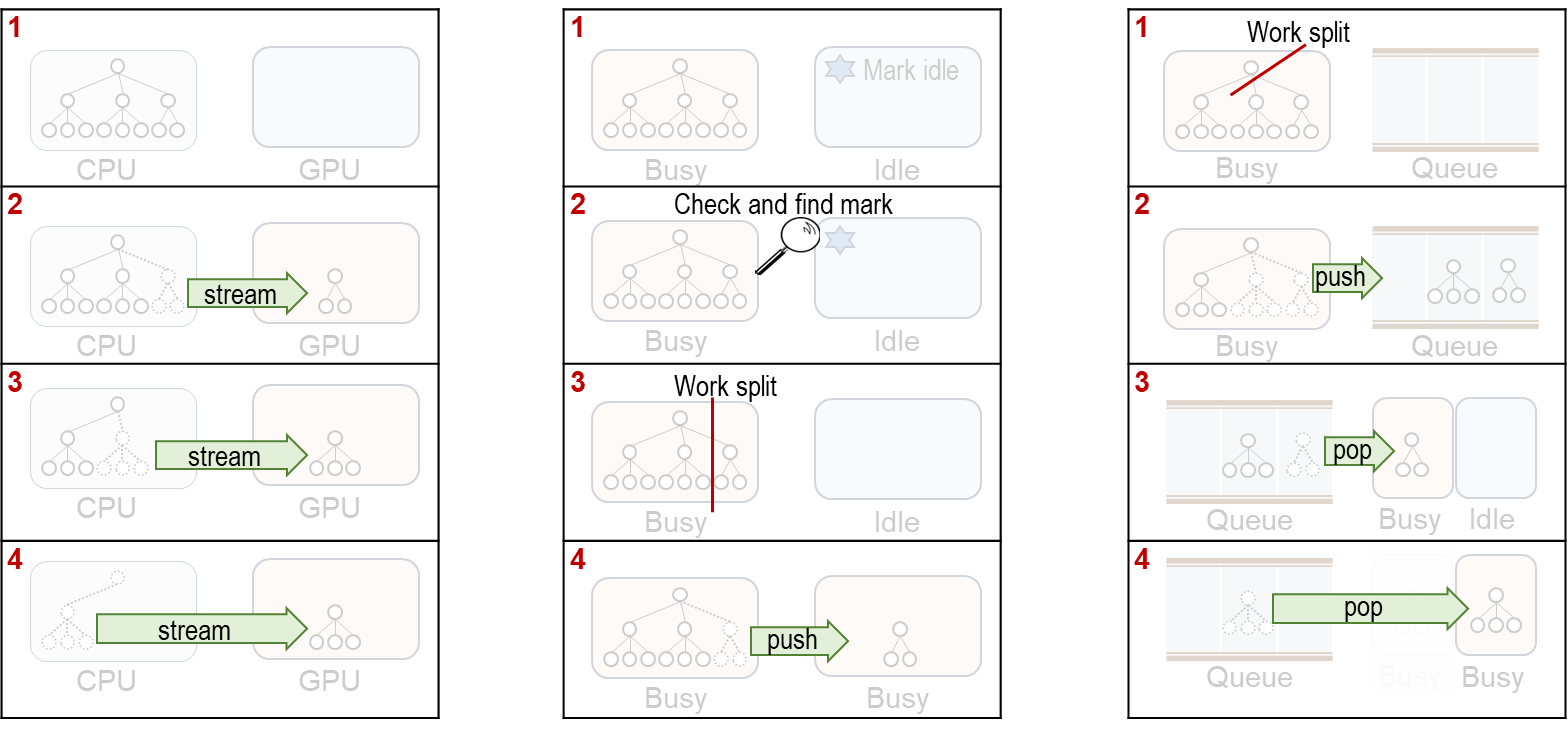 1
CPU
GPU
2
stream
CPU
GPU
3
stream
CPU
GPU
4
stream
CPU
GPU
1
Mark idle
Busy
Idle
2
Check and find mark
Busy
Idle
3
Work split
Busy
Idle
4
push
Busy
Busy
1
Work split
Busy
Queue
2
push
Busy
Queue
3
pop
Queue
Busy
Idle
4
pop
Queue
Busy
Busy